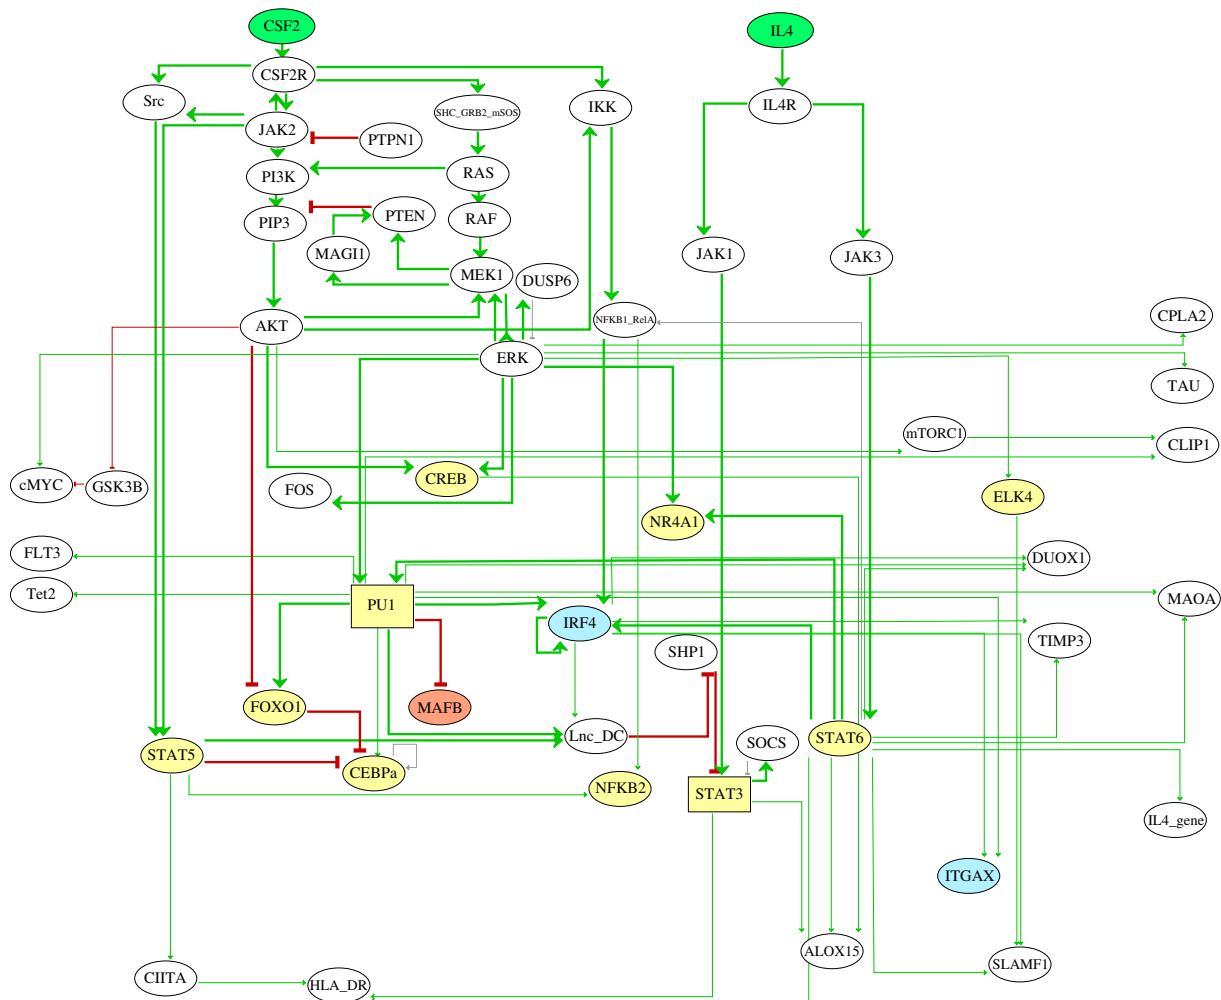 CSF2
IL4
CSF2R
Src
SHC_GRB2_mSOS
IKK
IL4R
JAK2
PTPN1
PI3K
RAS
PIP3
PTEN
RAF
MAGI1
JAK1
JAK3
MEK1
DUSP6
AKT
NFKB1_RelA
CPLA2
ERK
TAU
mTORC1
CLIP1
cMYC
GSK3B
FOS
CREB
ELK4
NR4A1
FLT3
DUOX1
Tet2
PU1
MAOA
IRF4
TIMP3
SHP1
FOXO1
MAFB
Lnc_DC
STAT6
SOCS
STAT5
CEBPa
NFKB2
STAT3
IL4_gene
ITGAX
ALOX15
SLAMF1
CIITA
HLA_DR